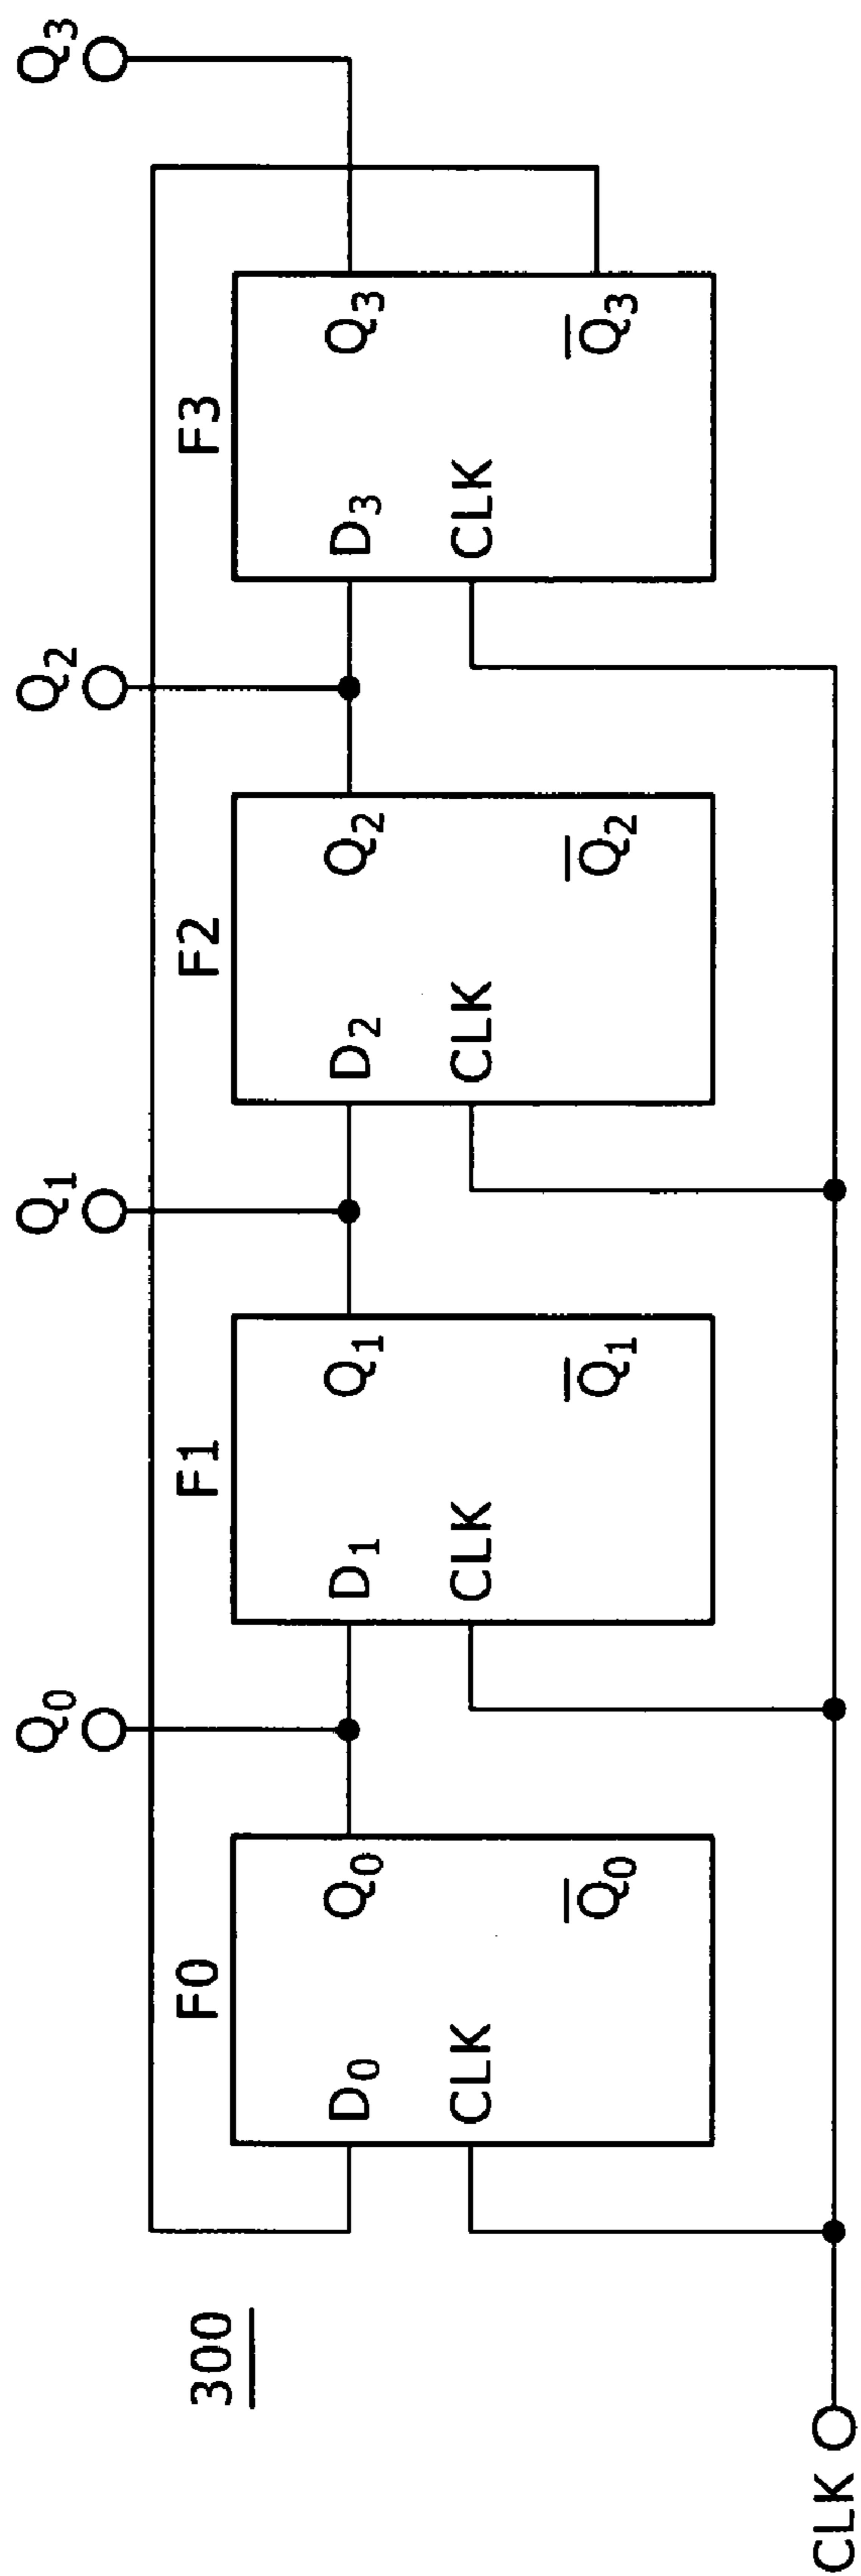 300
Q0 Q1 Q2 Q3
F0 F1 F2 F3
D0 Q0 D1 Q1 D2 Q2 D3 Q3
CLK CLK CLK CLK
Q̅0 Q̅1 Q̅2 Q̅3
CLK